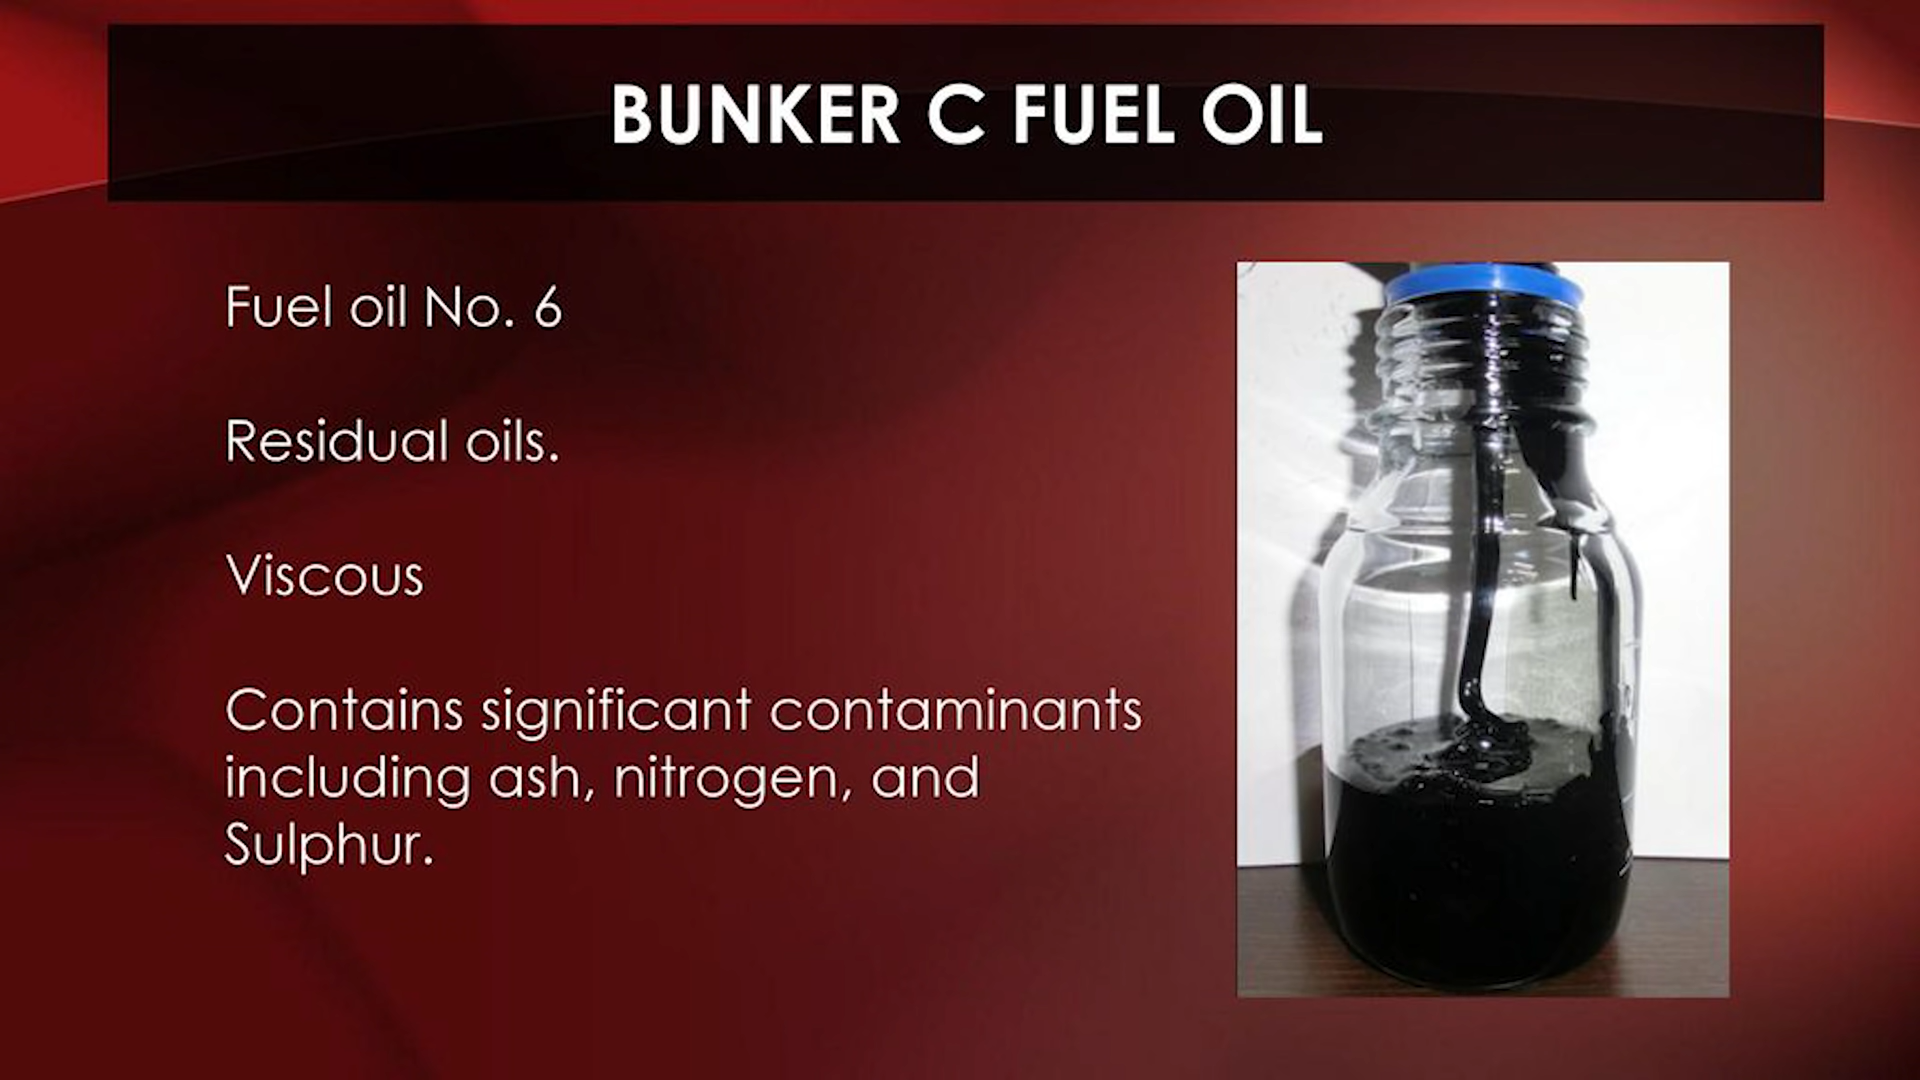 BUNKER C FUEL OIL
Fuel oil No. 6
Residual oils.
Viscous
Contains significant contaminants
including ash, nitrogen, and
Sulphur.